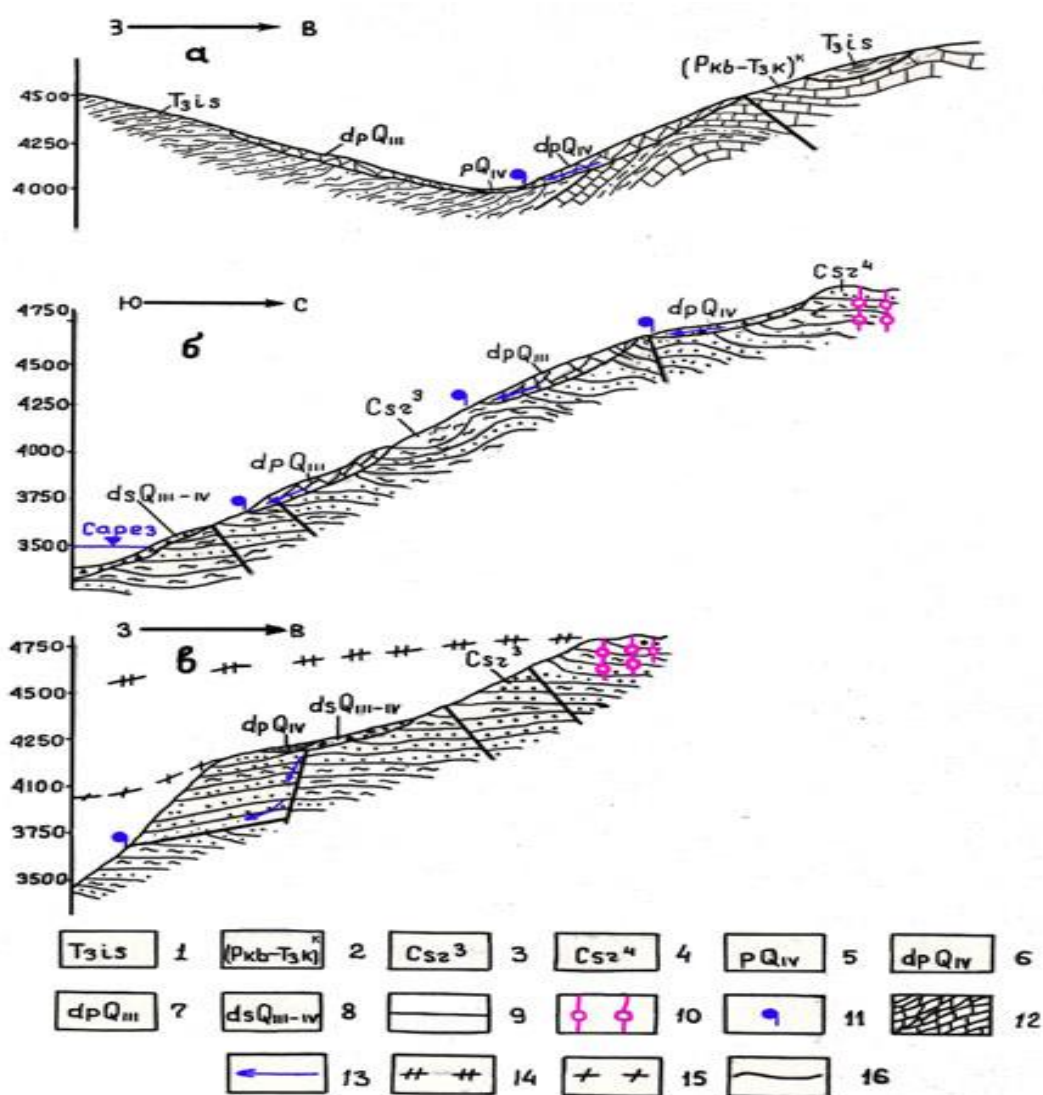 З В
а
T₃is
(Pкb-T₃к)ᴷ
4500
T₃is
4250
dpQIII
dpQIV
pQIV
4000
Ю С
Csz⁴
4750
б
dpQIV
4500
dpQIII
4250
Csz³
4000
dpQIII
3750
dsQIII-IV
Сарез
3500
З В
4750
в
Csz³
4500
dsQIII-IV
dpQIV
4250
4100
3750
3500
T₃is 1 (Pкb-T₃к)ᴷ 2 Csz³ 3 Csz⁴ 4 pQIV 5 dpQIV 6
dpQIII 7 dsQIII-IV 8 9 10 11 12
13 14 15 16